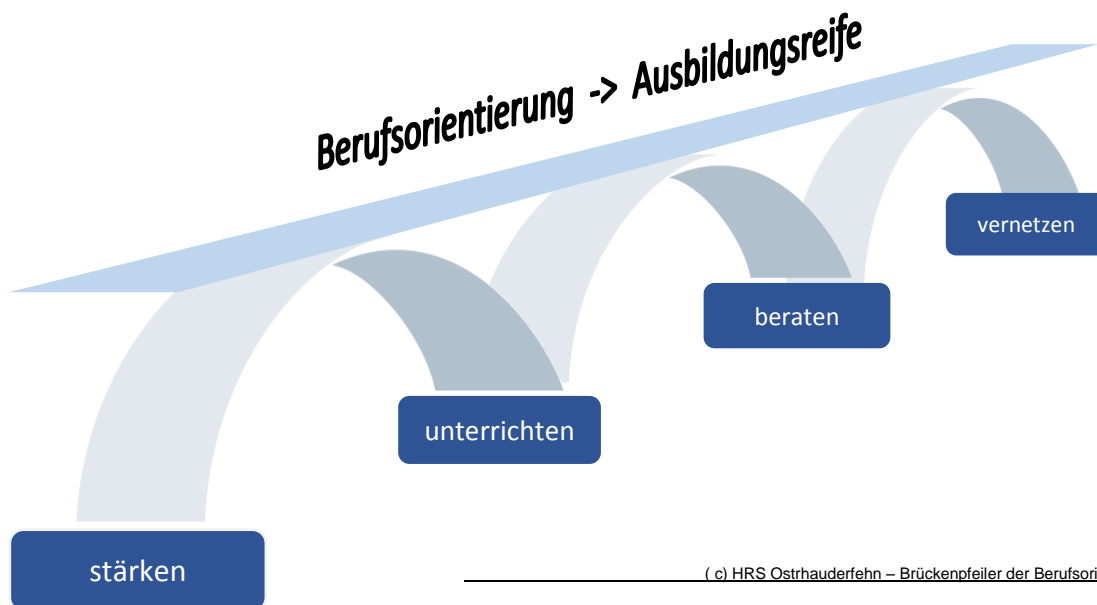 Berufsorientierung -> Ausbildungsreife
vernetzen
beraten
unterrichten
stärken
( c) HRS Ostrhauderfehn – Brückenpfeiler der Berufsori